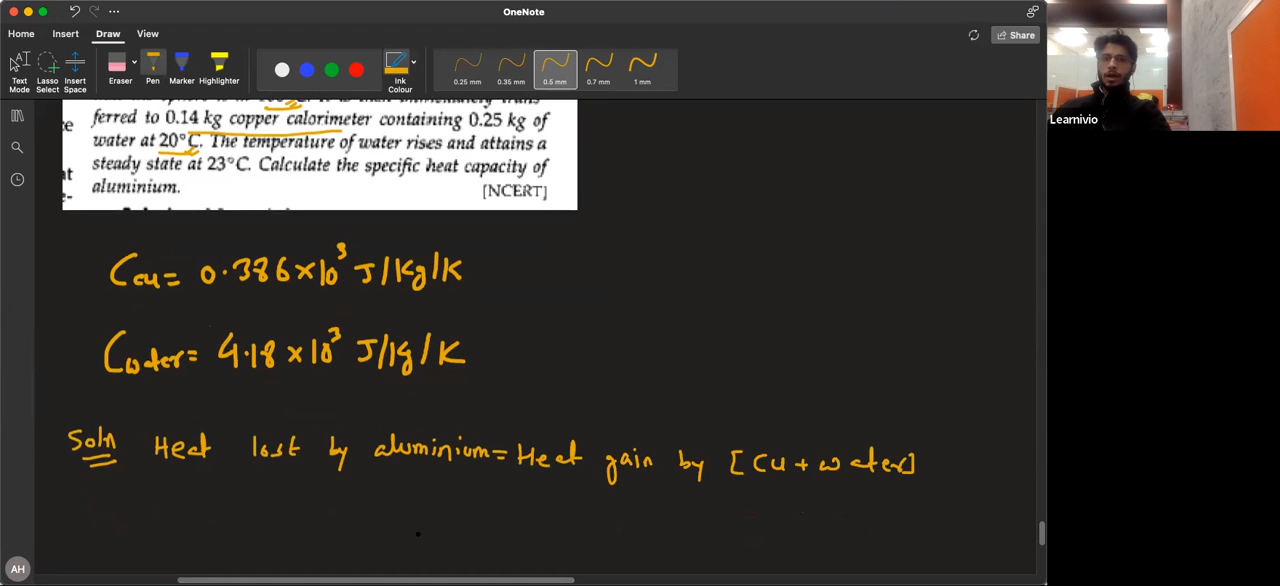 OneNote
Home Insert Draw View
Share
Text Mode
Lasso Select
Insert Space
Eraser
Pen
Marker
Highlighter
Ink Colour
0.25 mm
0.35 mm
0.5 mm
0.7 mm
1 mm
Learnivio
ferred to 0.14 kg copper calorimeter containing 0.25 kg of
water at 20°C. The temperature of water rises and attains a
steady state at 23°C. Calculate the specific heat capacity of
aluminium. [NCERT]
Ccu = 0.386×10³ J/Kg/K
Cwater = 4.18×10³ J/Kg/K
Soln Heat lost by aluminium = Heat gain by [Cu + water]
AH